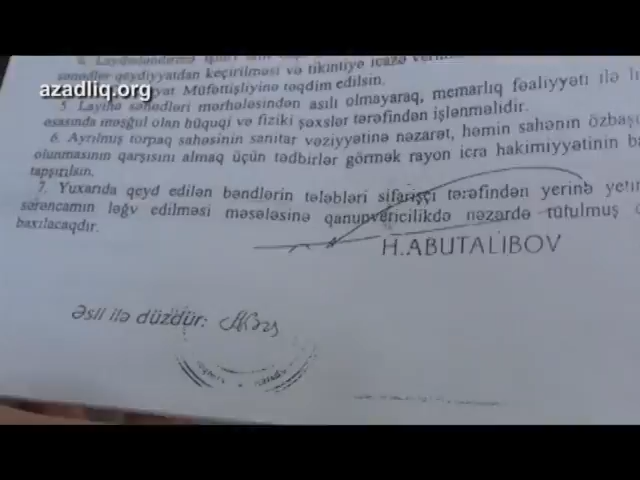 4. Layihələndirmə
sənədlər qeydiyyatdan keçirilməsi və tikintiyə icazə
azadliq.org
Müfəttişliyinə təqdim edilsin.
5. Layihə sənədləri mərhələsindən asılı olmayaraq, memarlıq fəaliyyəti ilə
əsasında məşğul olan hüquqi və fiziki şəxslər tərəfindən işlənməlidir.
6. Ayrılmış torpaq sahəsinin sanitar vəziyyətinə nəzarət, həmin sahənin özbaşı
olunmasının qarşısını almaq üçün tədbirlər görmək rayon icra hakimiyyətinin
tapşırılsın.
7. Yuxarıda qeyd edilən bəndlərin tələbləri sifarişçi tərəfindən yerinə
sərəncamın ləğv edilməsi məsələsinə qanunvericilikdə nəzərdə tutulmuş
baxılacaqdır.
H.ABUTALİBOV
Əsli ilə düzdür: